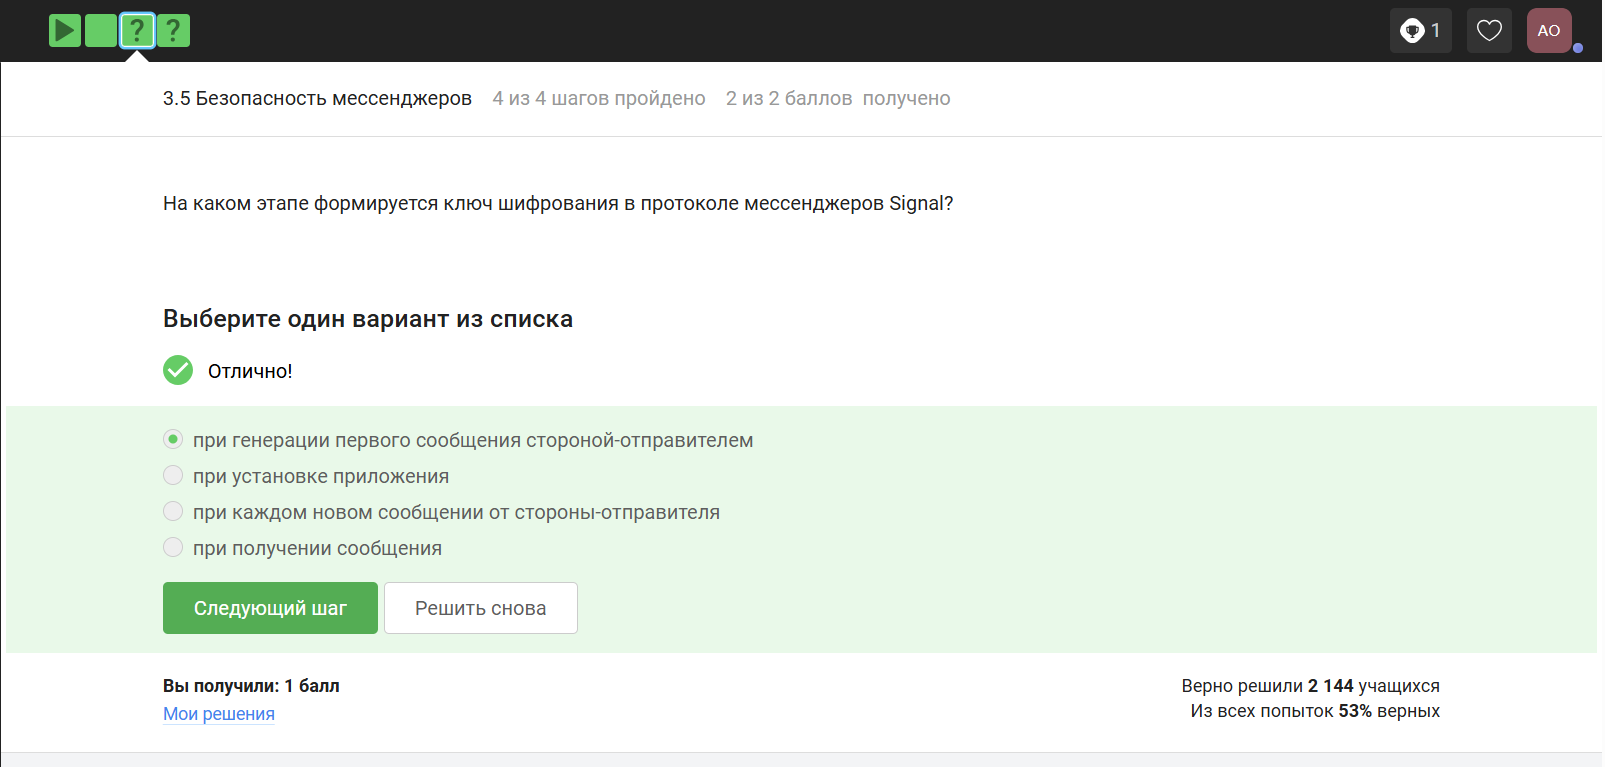 ? ?
1
AO
3.5 Безопасность мессенджеров 4 из 4 шагов пройдено 2 из 2 баллов получено
На каком этапе формируется ключ шифрования в протоколе мессенджеров Signal?
Выберите один вариант из списка
Отлично!
при генерации первого сообщения стороной-отправителем
при установке приложения
при каждом новом сообщении от стороны-отправителя
при получении сообщения
Следующий шаг Решить снова
Вы получили: 1 балл
Мои решения
Верно решили 2 144 учащихся
Из всех попыток 53% верных